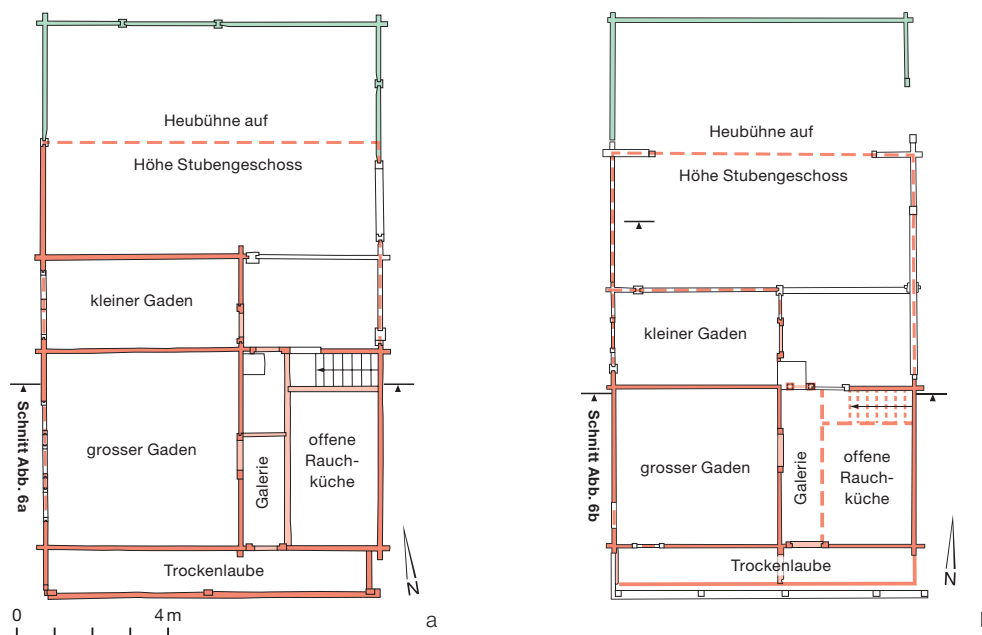 Heubühne auf
Höhe Stubengeschoss
kleiner Gaden
grosser Gaden
Galerie
offene
Rauch-
küche
Trockenlaube
Schnitt Abb. 6a
N
0 4 m
a
Heubühne auf
Höhe Stubengeschoss
kleiner Gaden
grosser Gaden
Galerie
offene
Rauch-
küche
Trockenlaube
Schnitt Abb. 6b
N